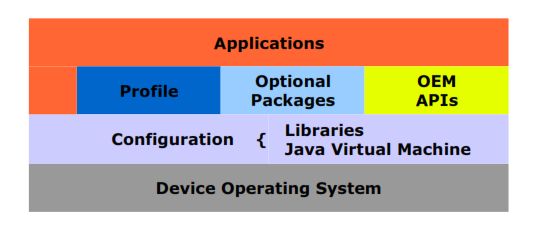 Applications
Profile
Optional
Packages
OEM
APIs
Configuration {
Libraries
Java Virtual Machine
Device Operating System